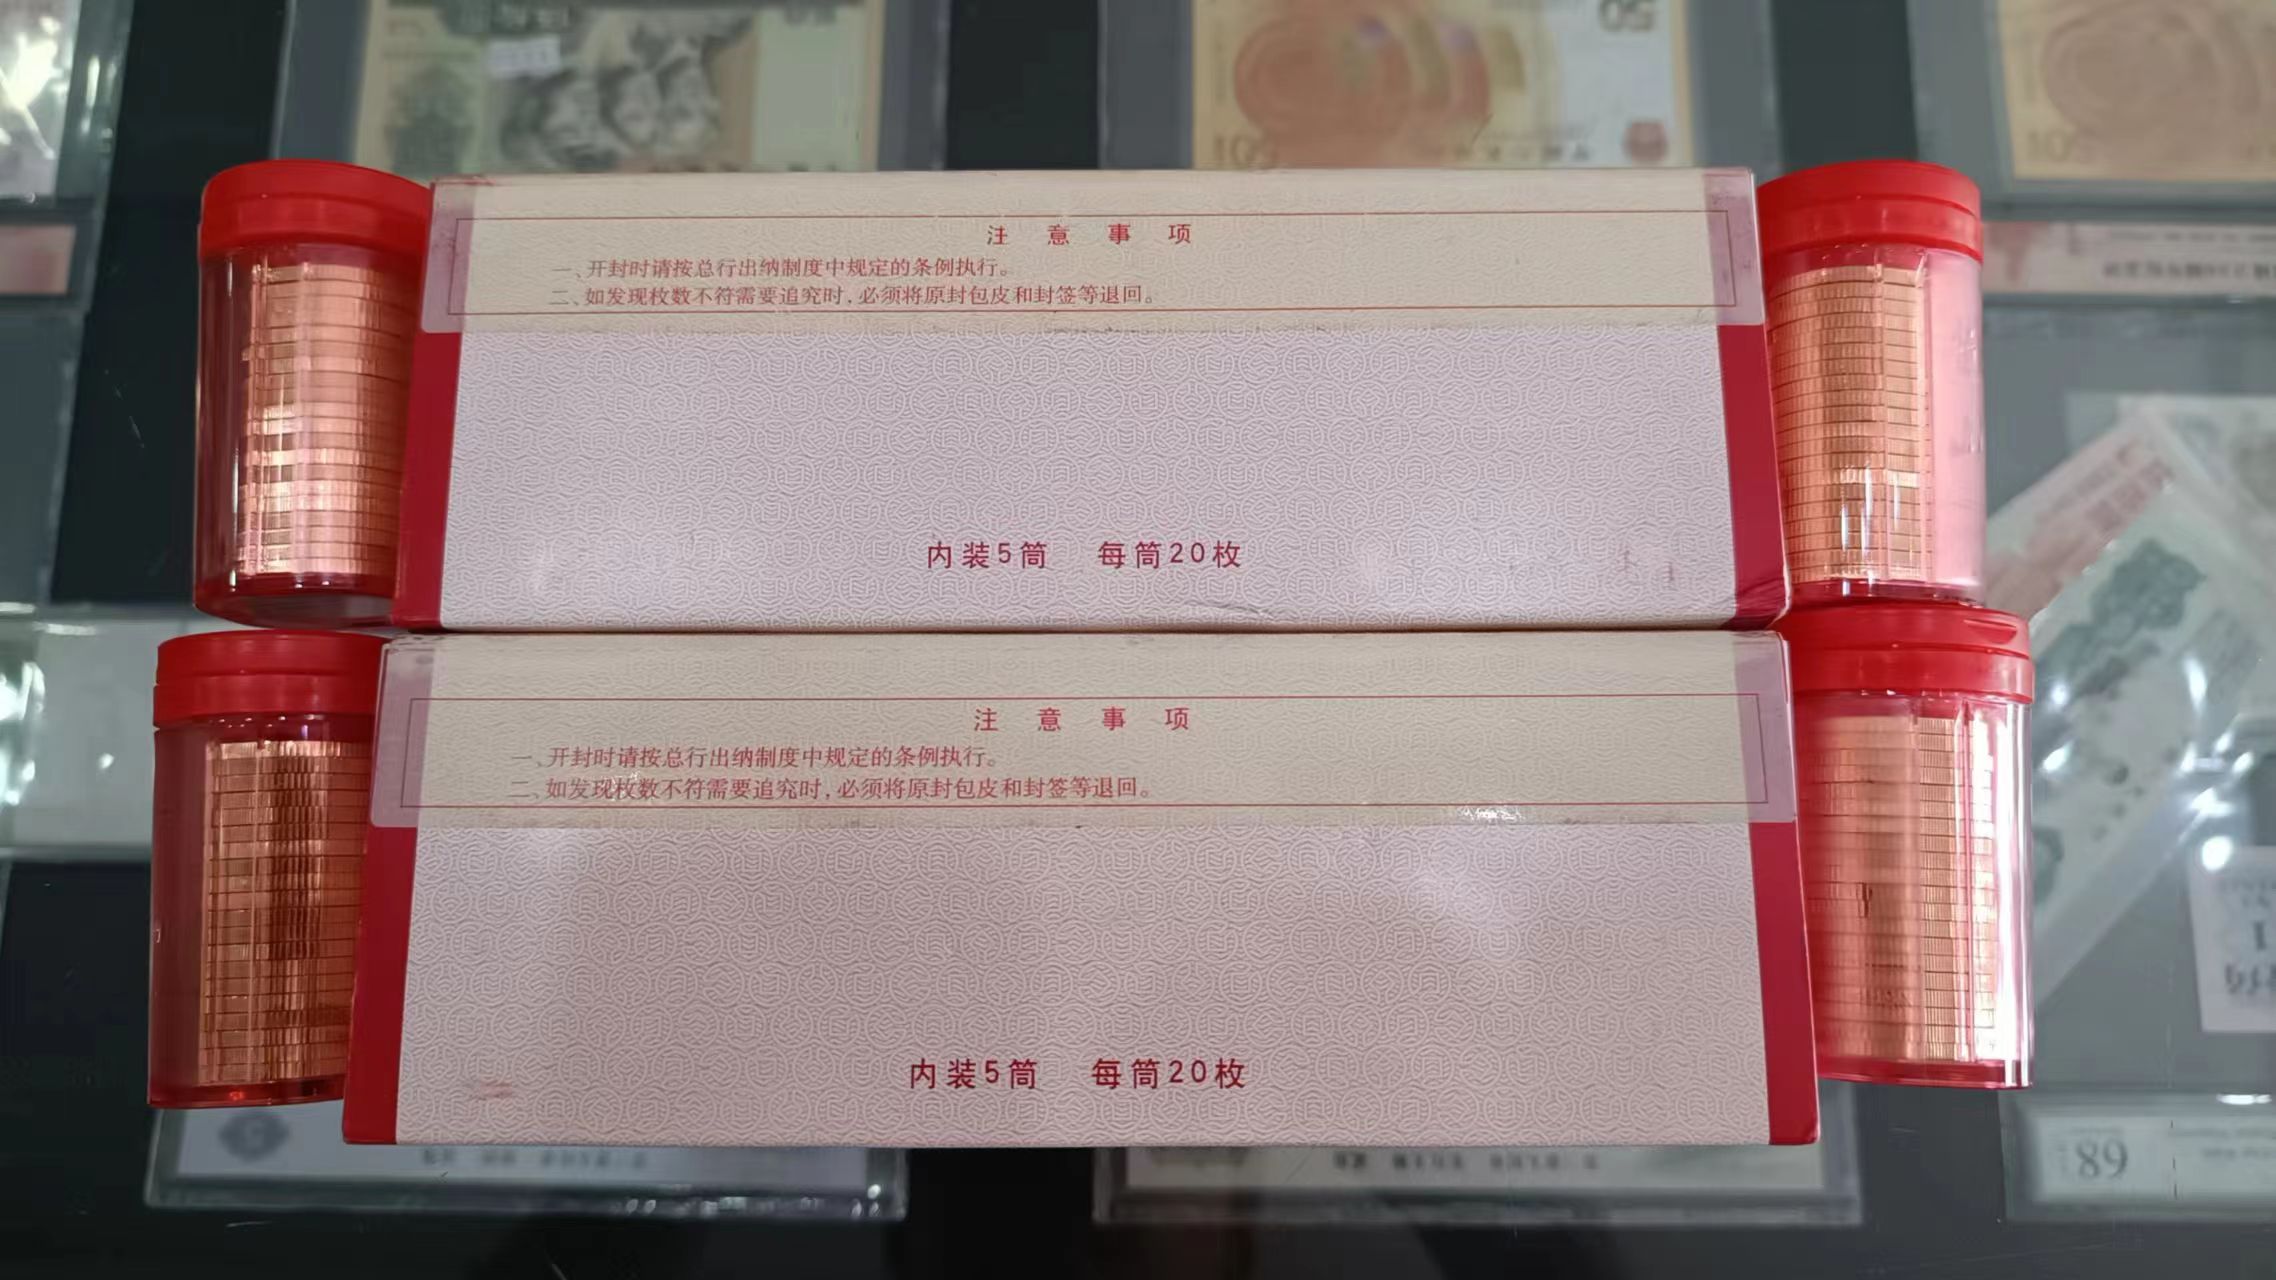 注意事项
一、开封时请按总行出纳制度中规定的条例执行。
二、如发现枚数不符需要追究时，必须将原封包皮和封签等退回。
内装5筒 每筒20枚
注意事项
一、开封时请按总行出纳制度中规定的条例执行。
二、如发现枚数不符需要追究时，必须将原封包皮和封签等退回。
内装5筒 每筒20枚
68